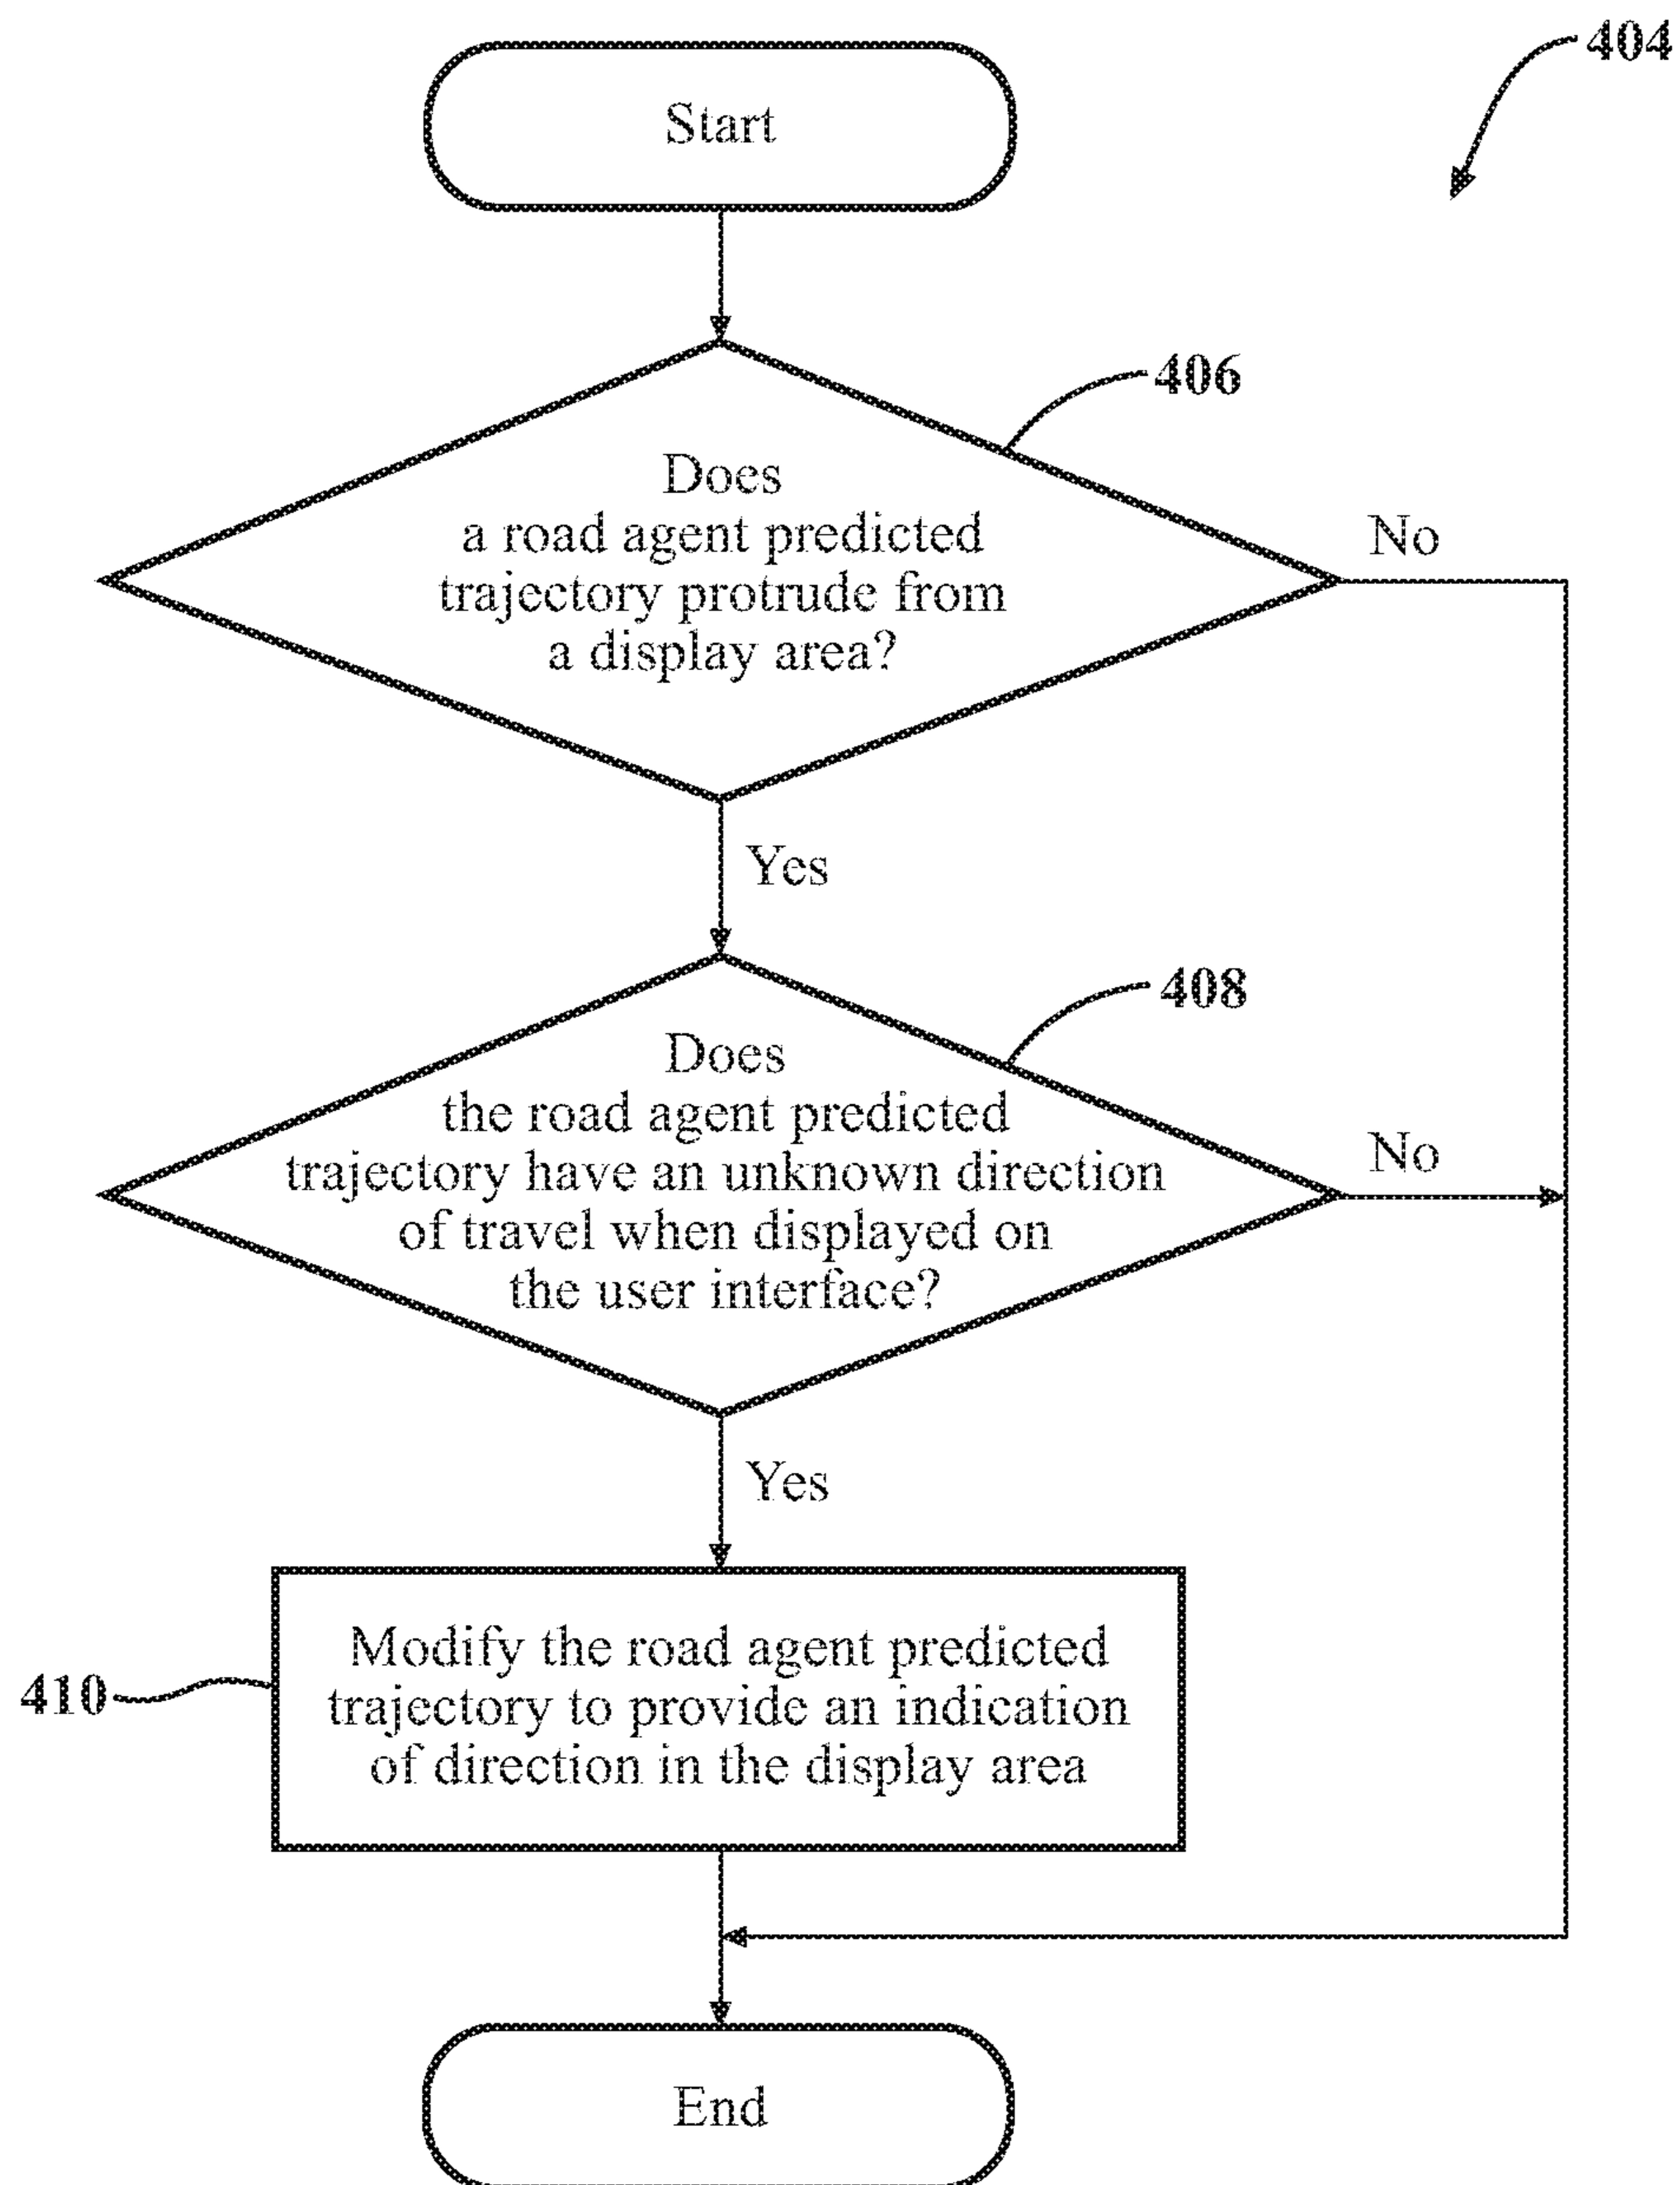 404
Start
406
Does
a road agent predicted
trajectory protrude from
a display area?
No
Yes
408
Does
the road agent predicted
trajectory have an unknown direction
of travel when displayed on
the user interface?
No
Yes
410
Modify the road agent predicted
trajectory to provide an indication
of direction in the display area
End